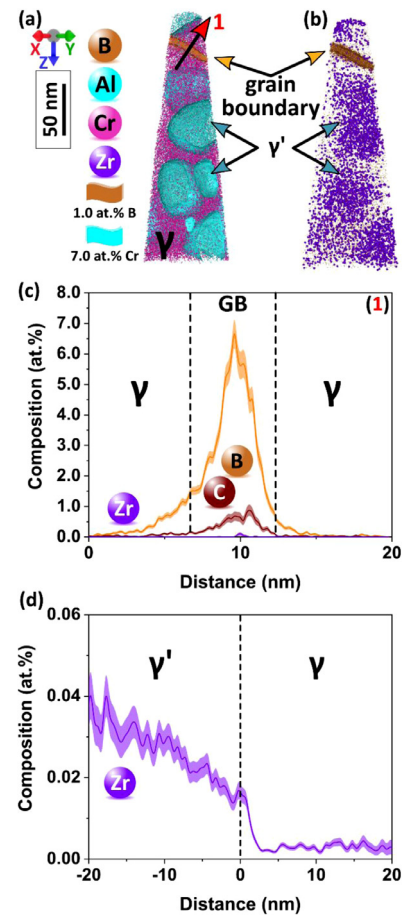 (a)
1
(b)
X
Y
Z
50 nm
B
Al
Cr
Zr
1.0 at.% B
7.0 at.% Cr
grain
boundary
γ'
γ
(c)
GB
(1)
8.0
7.0
6.0
5.0
4.0
3.0
2.0
1.0
0.0
Composition (at.%)
γ
γ
B
C
Zr
0
5
10
15
20
Distance (nm)
(d)
0.06
0.04
0.02
0.00
Composition (at.%)
γ'
γ
Zr
-20
-10
0
10
20
Distance (nm)